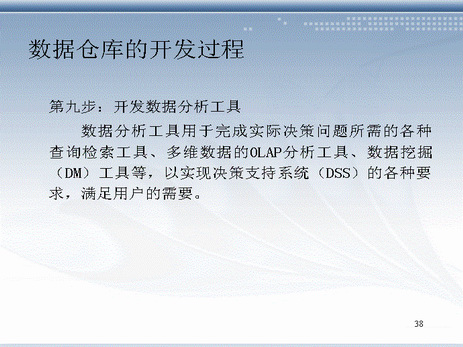 数据仓库的开发过程
第九步：开发数据分析工具
数据分析工具用于完成实际决策问题所需的各种
查询检索工具、多维数据的OLAP分析工具、数据挖掘
（DM）工具等，以实现决策支持系统（DSS）的各种要
求，满足用户的需要。
38